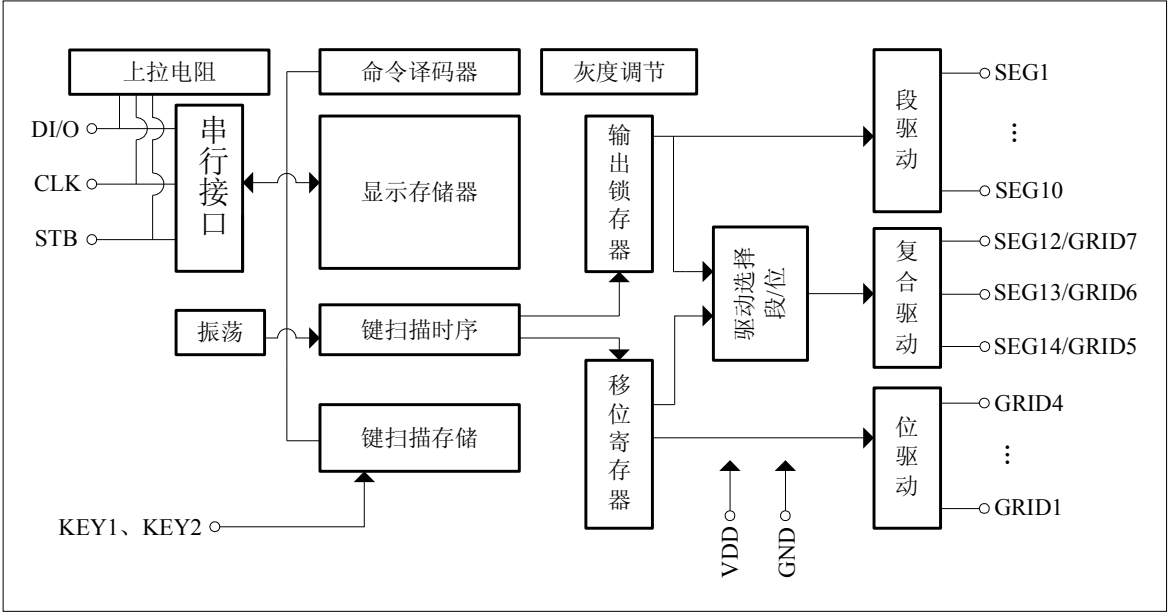 上拉电阻
命令译码器
灰度调节
DI/O
CLK
STB
串行接口
显示存储器
输出锁存器
段驱动
SEG1
⋮
SEG10
驱动选择
段/位
复合驱动
SEG12/GRID7
SEG13/GRID6
SEG14/GRID5
振荡
键扫描时序
键扫描存储
移位寄存器
位驱动
GRID4
⋮
GRID1
KEY1、KEY2
VDD
GND